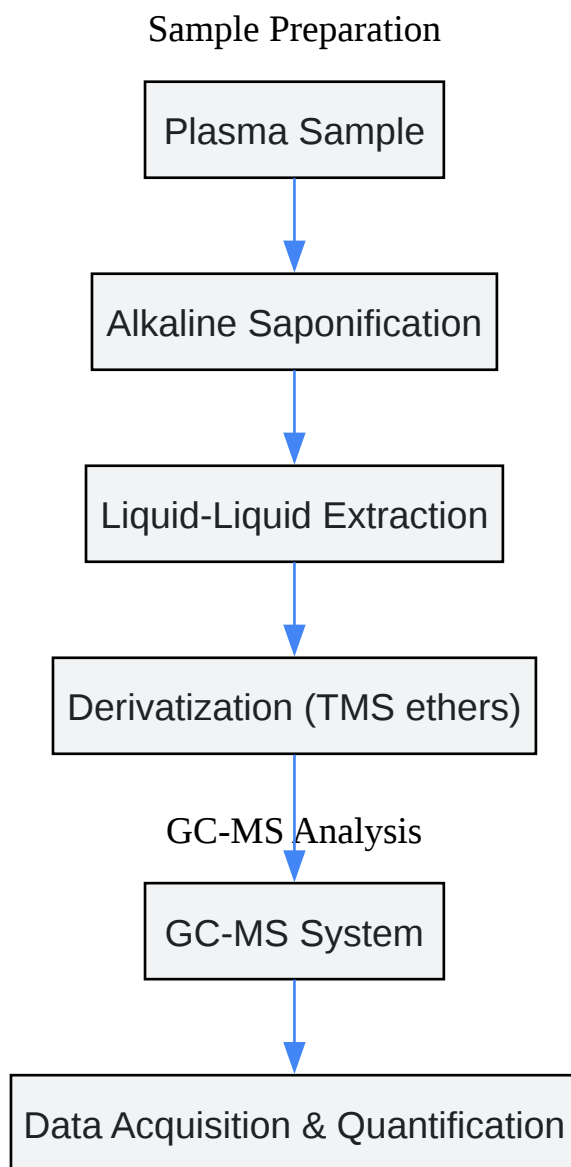 Sample Preparation
Plasma Sample
Alkaline Saponification
Liquid-Liquid Extraction
Derivatization (TMS ethers)
GC-MS Analysis
GC-MS System
Data Acquisition & Quantification